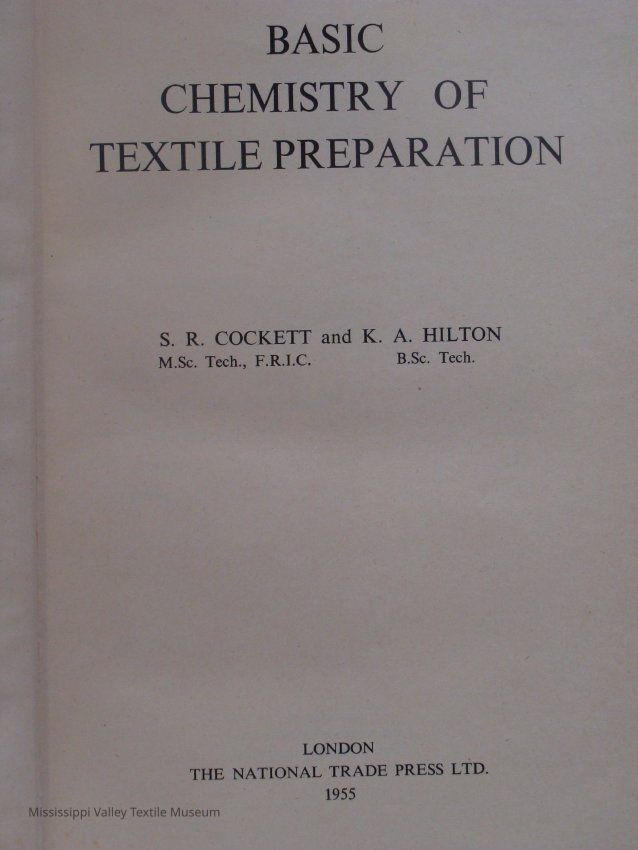 BASIC
CHEMISTRY OF
TEXTILE PREPARATION
S. R. COCKETT and K. A. HILTON
M.Sc. Tech., F.R.I.C. B.Sc. Tech.
LONDON
THE NATIONAL TRADE PRESS LTD.
1955
Mississippi Valley Textile Museum